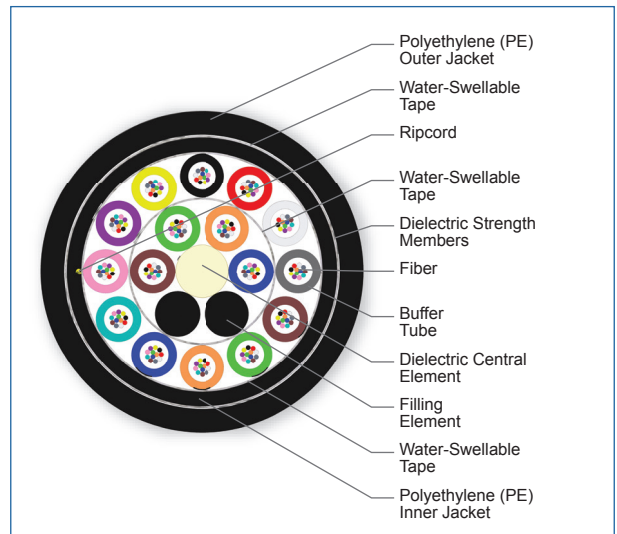 Polyethylene (PE)
Outer Jacket
Water-Swellable
Tape
Ripcord
Water-Swellable
Tape
Dielectric Strength
Members
Fiber
Buffer
Tube
Dielectric Central
Element
Filling
Element
Water-Swellable
Tape
Polyethylene (PE)
Inner Jacket